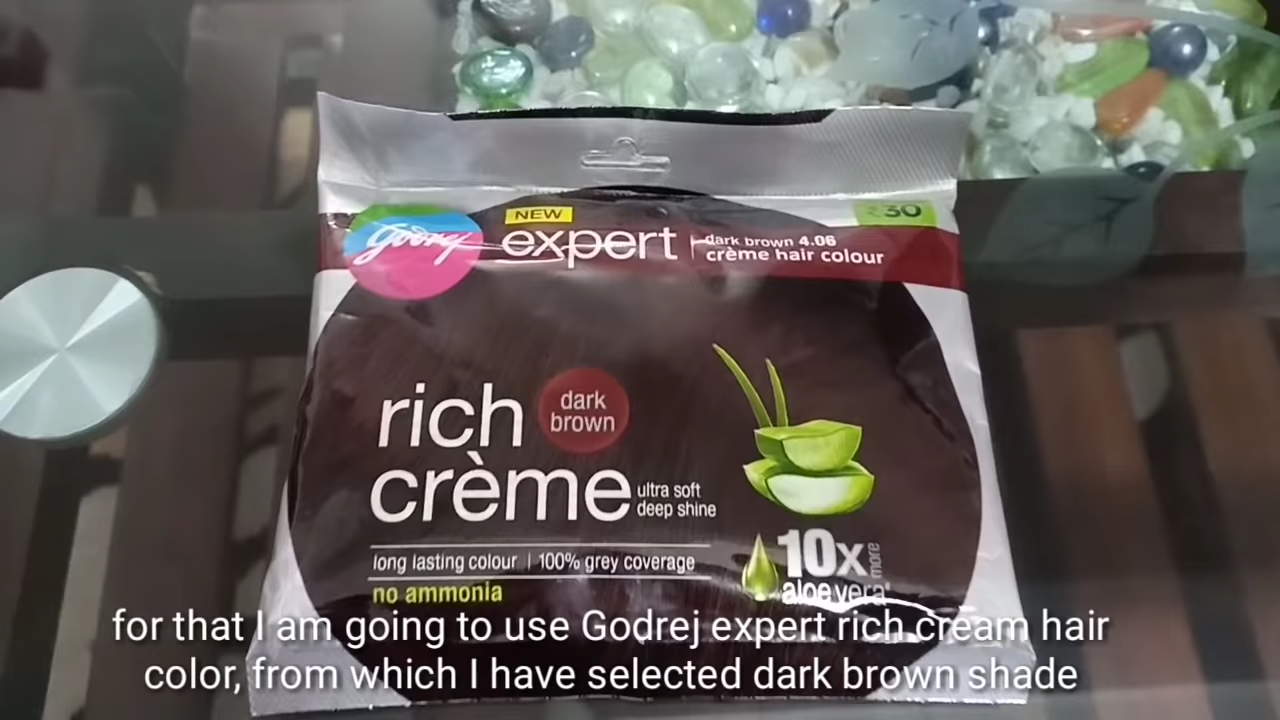 Godrej
NEW
expert
dark brown 4.06
crème hair colour
₹30
rich
crème
dark
brown
ultra soft
deep shine
long lasting colour | 100% grey coverage
no ammonia
10x
more
aloe vera*
for that I am going to use Godrej expert rich cream hair
color, from which I have selected dark brown shade